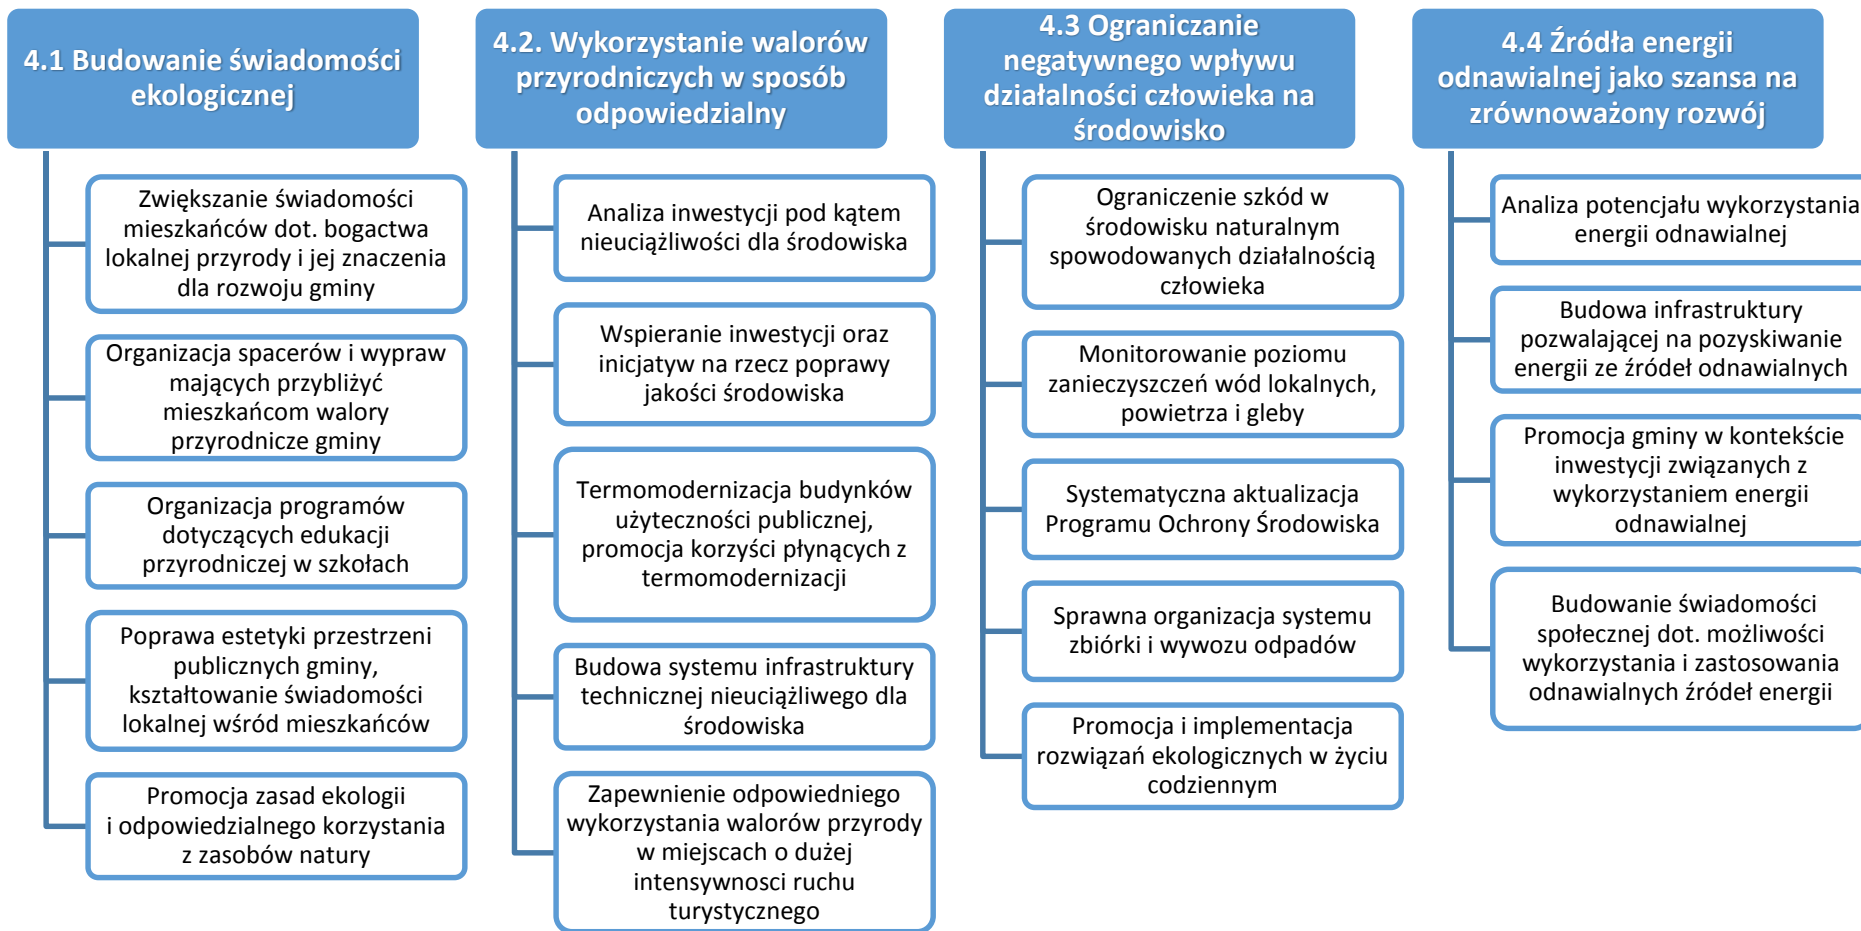 4.1 Budowanie świadomości
ekologicznej
Zwiększanie świadomości
mieszkańców dot. bogactwa
lokalnej przyrody i jej znaczenia
dla rozwoju gminy
Organizacja spacerów i wypraw
mających przybliżyć
mieszkańcom walory
przyrodnicze gminy
Organizacja programów
dotyczących edukacji
przyrodniczej w szkołach
Poprawa estetyki przestrzeni
publicznych gminy,
kształtowanie świadomości
lokalnej wśród mieszkańców
Promocja zasad ekologii
i odpowiedzialnego korzystania
z zasobów natury
4.2. Wykorzystanie walorów
przyrodniczych w sposób
odpowiedzialny
Analiza inwestycji pod kątem
nieuciążliwości dla środowiska
Wspieranie inwestycji oraz
inicjatyw na rzecz poprawy
jakości środowiska
Termomodernizacja budynków
użyteczności publicznej,
promocja korzyści płynących z
termomodernizacji
Budowa systemu infrastruktury
technicznej nieuciążliwego dla
środowiska
Zapewnienie odpowiedniego
wykorzystania walorów przyrody
w miejscach o dużej
intensywnosci ruchu
turystycznego
4.3 Ograniczanie
negatywnego wpływu
działalności człowieka na
środowisko
Ograniczenie szkód w
środowisku naturalnym
spowodowanych działalnością
człowieka
Monitorowanie poziomu
zanieczyszczeń wód lokalnych,
powietrza i gleby
Systematyczna aktualizacja
Programu Ochrony Środowiska
Sprawna organizacja systemu
zbiórki i wywozu odpadów
Promocja i implementacja
rozwiązań ekologicznych w życiu
codziennym
4.4 Źródła energii
odnawialnej jako szansa na
zrównoważony rozwój
Analiza potencjału wykorzystania
energii odnawialnej
Budowa infrastruktury
pozwalającej na pozyskiwanie
energii ze źródeł odnawialnych
Promocja gminy w kontekście
inwestycji związanych z
wykorzystaniem energii
odnawialnej
Budowanie świadomości
społecznej dot. możliwości
wykorzystania i zastosowania
odnawialnych źródeł energii